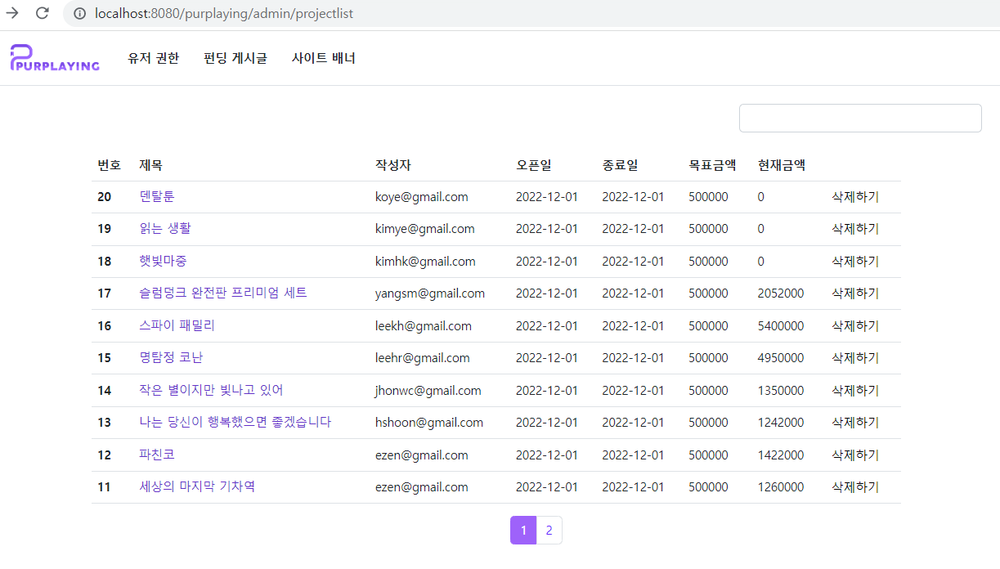 localhost:8080/purplaying/admin/projectlist
PURPLAYING 유저 권한 펀딩 게시글 사이트 배너
번호 제목 작성자 오픈일 종료일 목표금액 현재금액
20 덴탈툰 koye@gmail.com 2022-12-01 2022-12-01 500000 0 삭제하기
19 읽는 생활 kimye@gmail.com 2022-12-01 2022-12-01 500000 0 삭제하기
18 햇빛마중 kimhk@gmail.com 2022-12-01 2022-12-01 500000 0 삭제하기
17 슬럼덩크 완전판 프리미엄 세트 yangsm@gmail.com 2022-12-01 2022-12-01 500000 2052000 삭제하기
16 스파이 패밀리 leekh@gmail.com 2022-12-01 2022-12-01 500000 5400000 삭제하기
15 명탐정 코난 leehr@gmail.com 2022-12-01 2022-12-01 500000 4950000 삭제하기
14 작은 별이지만 빛나고 있어 jhonwc@gmail.com 2022-12-01 2022-12-01 500000 1350000 삭제하기
13 나는 당신이 행복했으면 좋겠습니다 hshoon@gmail.com 2022-12-01 2022-12-01 500000 1242000 삭제하기
12 파친코 ezen@gmail.com 2022-12-01 2022-12-01 500000 1422000 삭제하기
11 세상의 마지막 기차역 ezen@gmail.com 2022-12-01 2022-12-01 500000 1260000 삭제하기
1 2